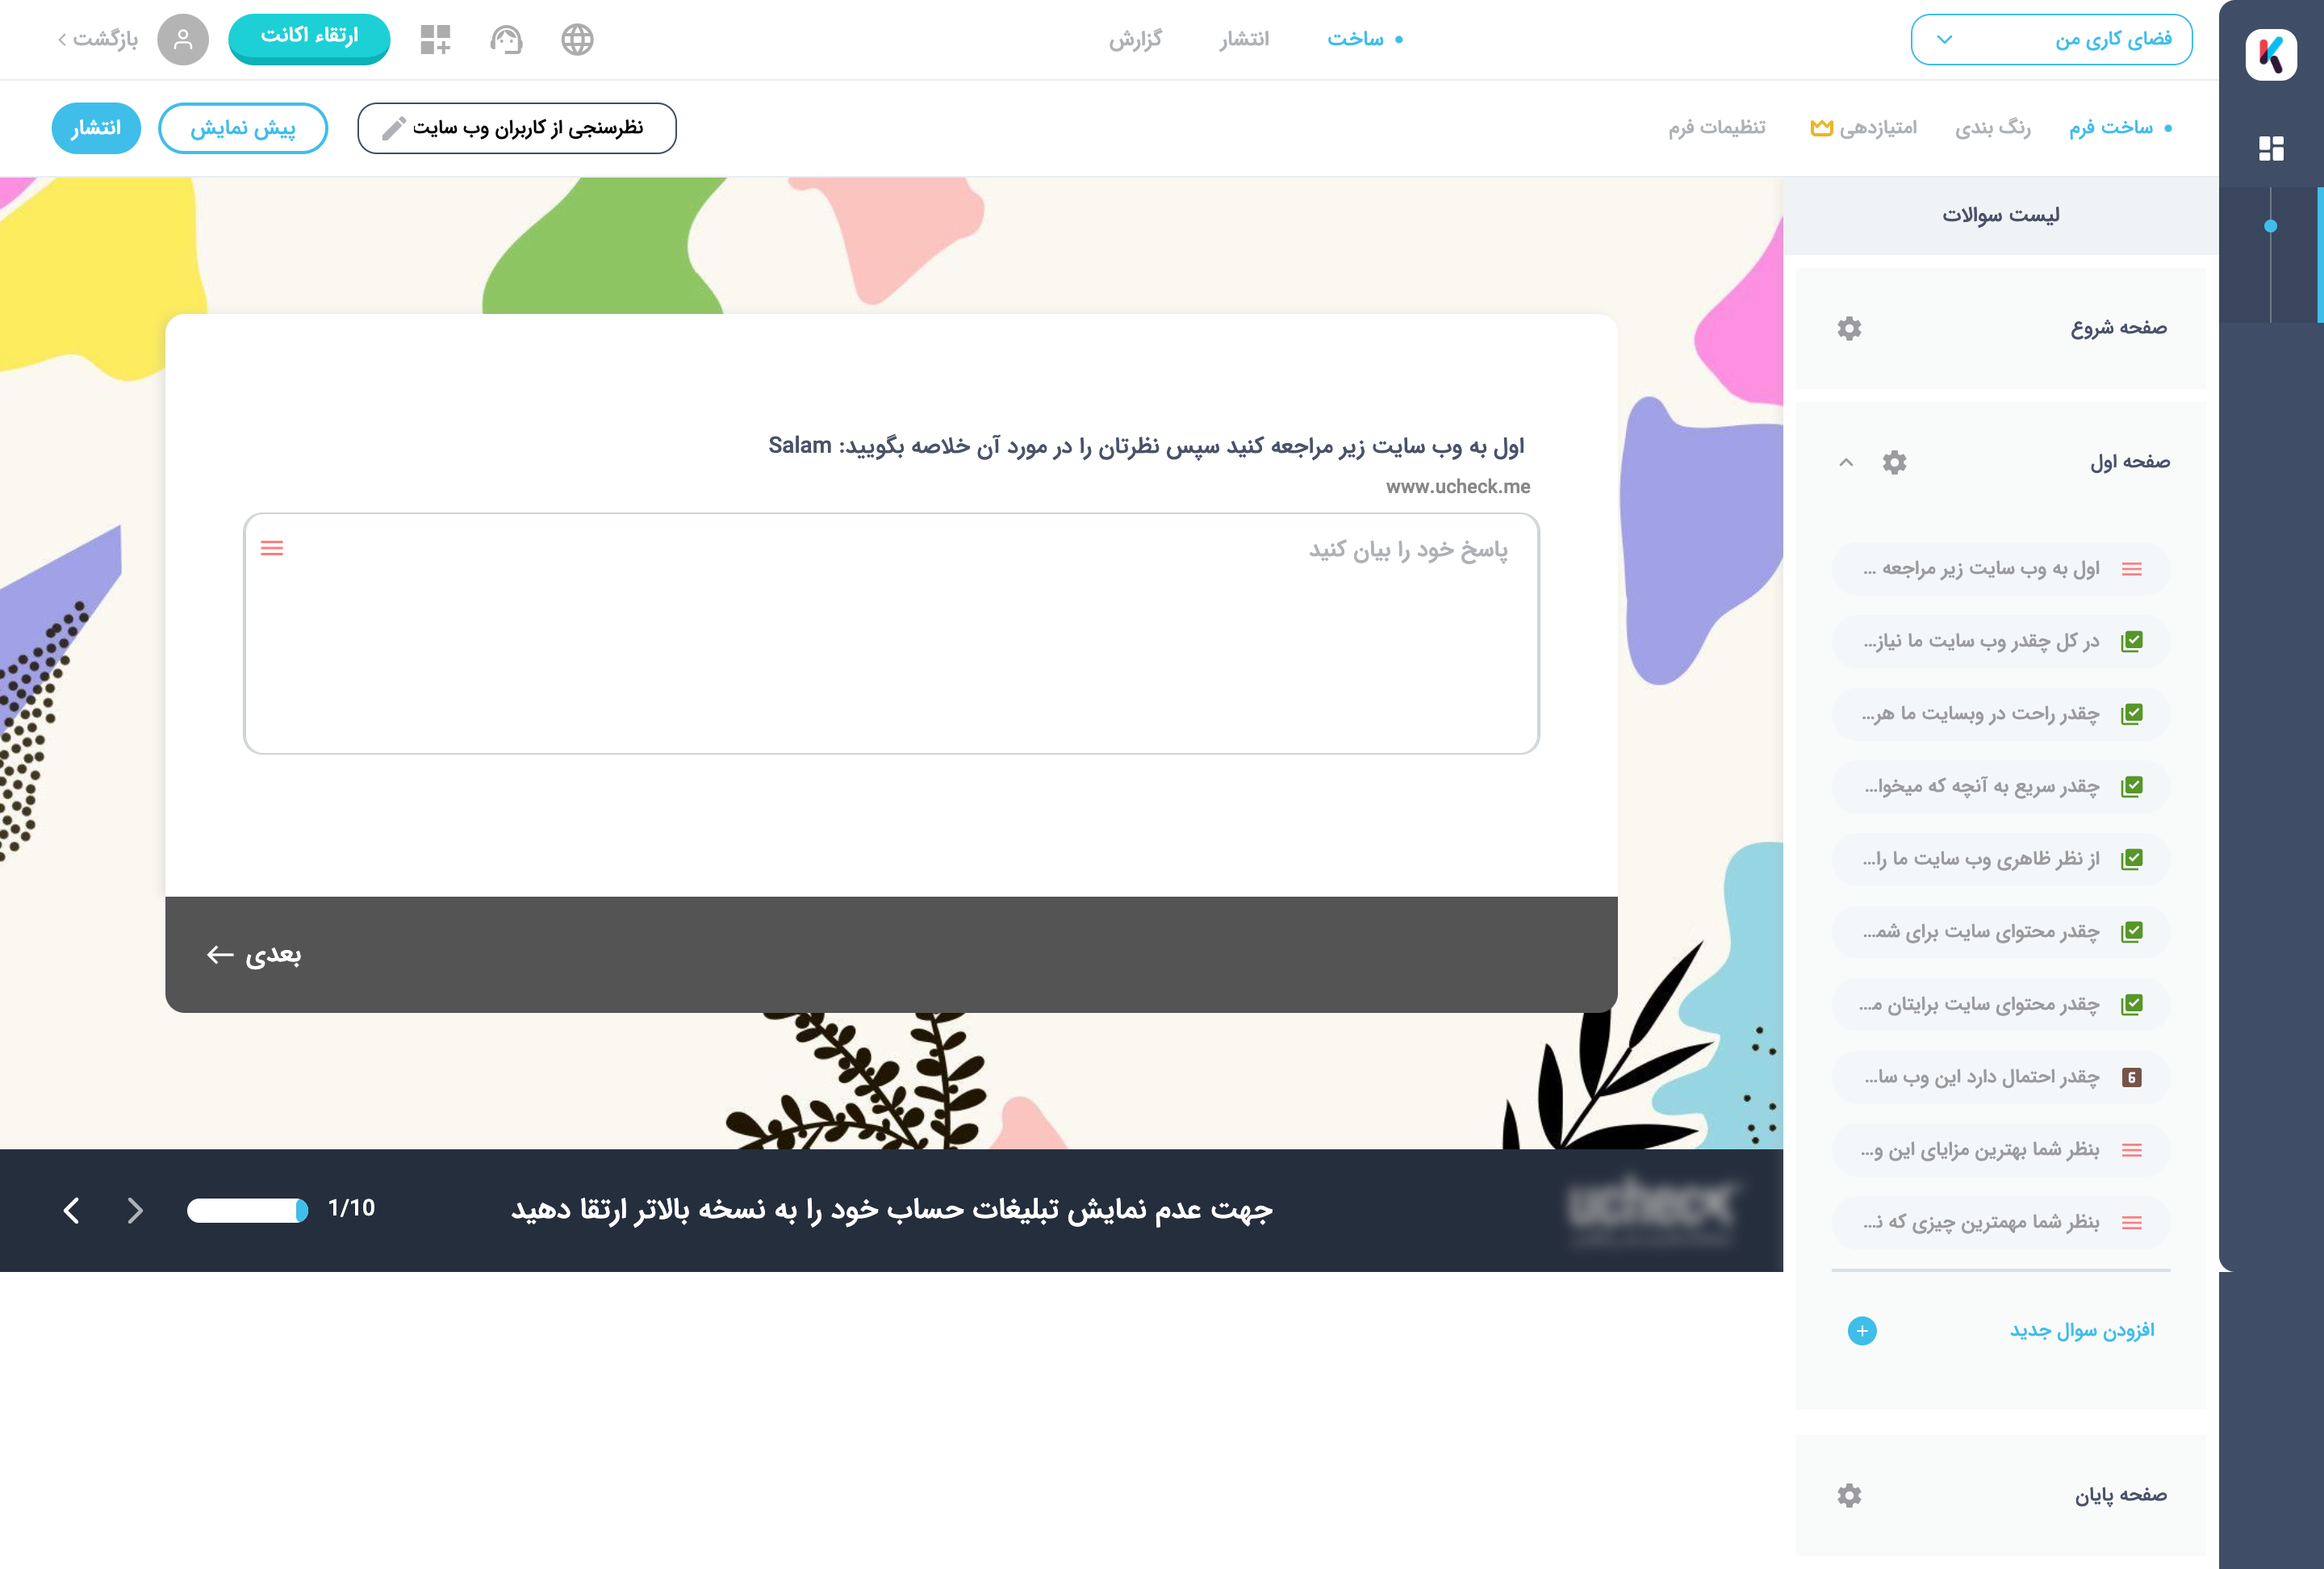 فضای کاری من
ساخت
انتشار
گزارش
ارتقاء اکانت
بازگشت
ساخت فرم
رنگ بندی
امتیازدهی
تنظیمات فرم
نظرسنجی از کاربران وب سایت
پیش نمایش
انتشار
لیست سوالات
صفحه شروع
صفحه اول
اول به وب سایت زیر مراجعه ...
در کل چقدر وب سایت ما نیاز...
چقدر راحت در وبسایت ما هر...
چقدر سریع به آنچه که میخوا...
از نظر ظاهری وب سایت ما را...
چقدر محتوای سایت برای شم...
چقدر محتوای سایت برایتان م...
6
چقدر احتمال دارد این وب سا...
بنظر شما بهترین مزایای این و...
بنظر شما مهمترین چیزی که ن...
افزودن سوال جدید
صفحه پایان
اول به وب سایت زیر مراجعه کنید سپس نظرتان را در مورد آن خلاصه بگویید: Salam
www.ucheck.me
پاسخ خود را بیان کنید
بعدی
ucheck
جهت عدم نمایش تبلیغات حساب خود را به نسخه بالاتر ارتقا دهید
1/10